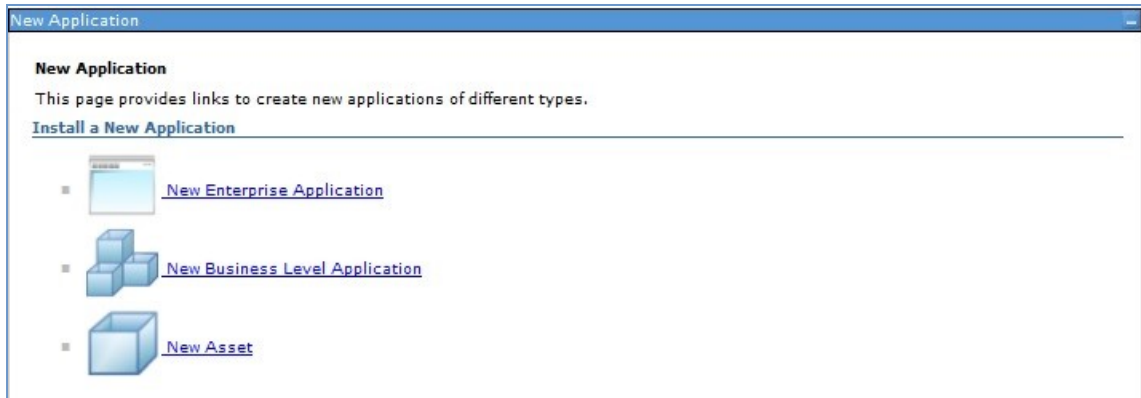 New Application
New Application
This page provides links to create new applications of different types.
Install a New Application
New Enterprise Application
New Business Level Application
New Asset